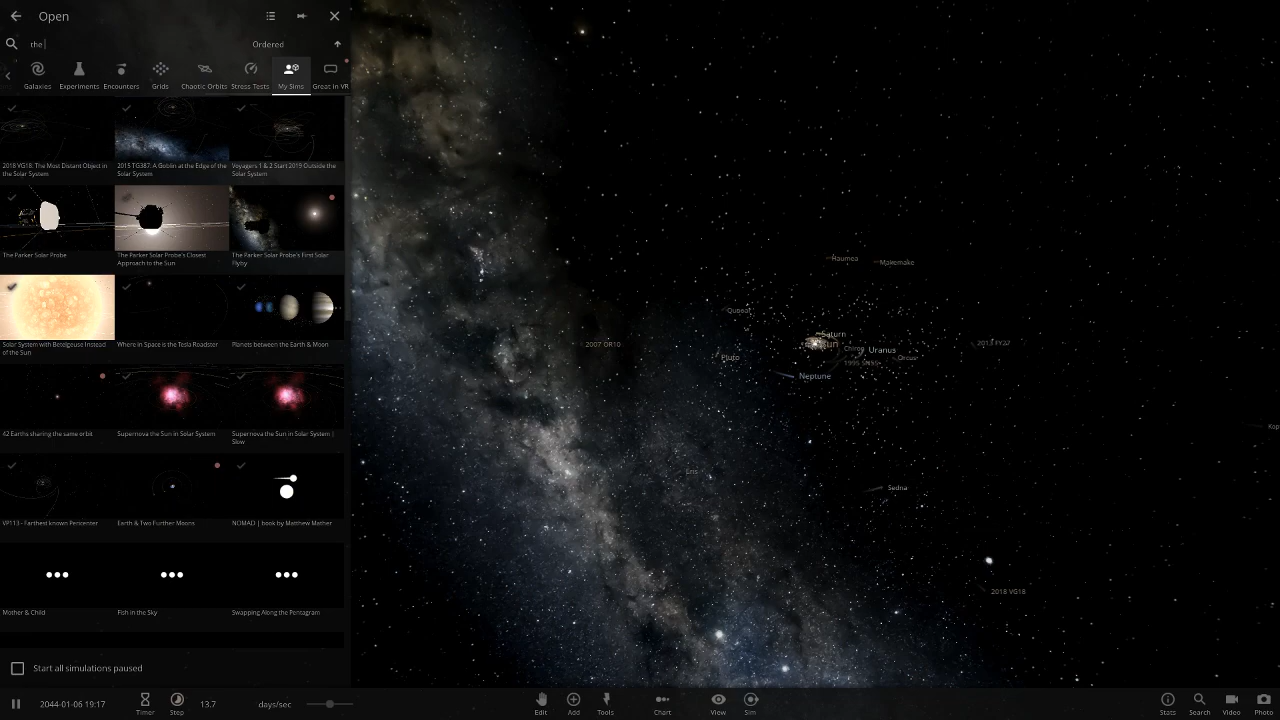 Open
the
Ordered
Galaxies
Experiments
Encounters
Grids
Chaotic Orbits
Stress Tests
My Sims
Great in VR
2018 VG18: The Most Distant Object in
the Solar System
2015 TG387: A Goblin at the Edge of the
Solar System
Voyagers 1 & 2 Start 2019 Outside the
Solar System
The Parker Solar Probe
The Parker Solar Probe's Closest
Approach to the Sun
The Parker Solar Probe's First Solar
Flyby
Solar System with Betelgeuse Instead
of the Sun
Where in Space is the Tesla Roadster
Planets between the Earth & Moon
42 Earths sharing the same orbit
Supernova the Sun in Solar System
Supernova the Sun in Solar System |
Slow
VP113 - Farthest known Pericenter
Earth & Two Further Moons
NOMAD | book by Matthew Mather
Mother & Child
Fish in the Sky
Swapping Along the Pentagram
Start all simulations paused
Haumea
Makemake
Quaoar
Saturn
Sun
2007 OR10
Chiron
Uranus
2013 FY27
Pluto
Orcus
Neptune
Kop
Eris
Sedna
2018 VG18
2044-01-06 19:17
Timer
Step
13.7
days/sec
Edit
Add
Tools
Chart
View
Sim
Stats
Search
Video
Photo